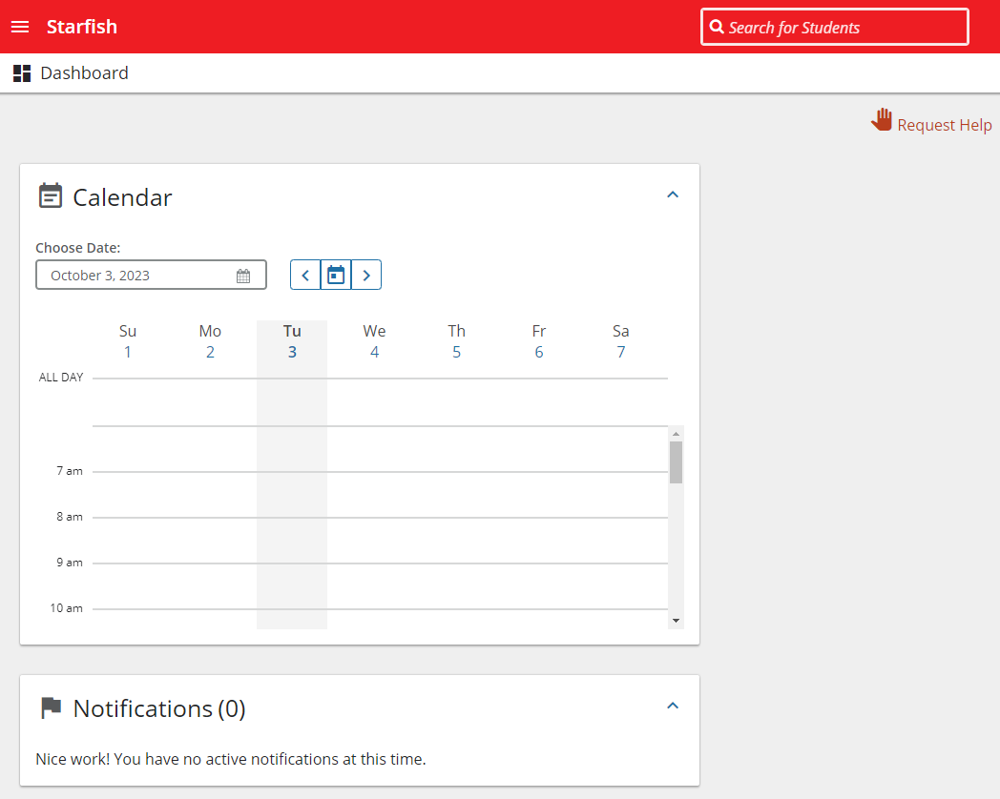 Starfish
Search for Students
Dashboard
Request Help
Calendar
Choose Date:
October 3, 2023
Su Mo Tu We Th Fr Sa
1 2 3 4 5 6 7
ALL DAY
7 am
8 am
9 am
10 am
Notifications (0)
Nice work! You have no active notifications at this time.